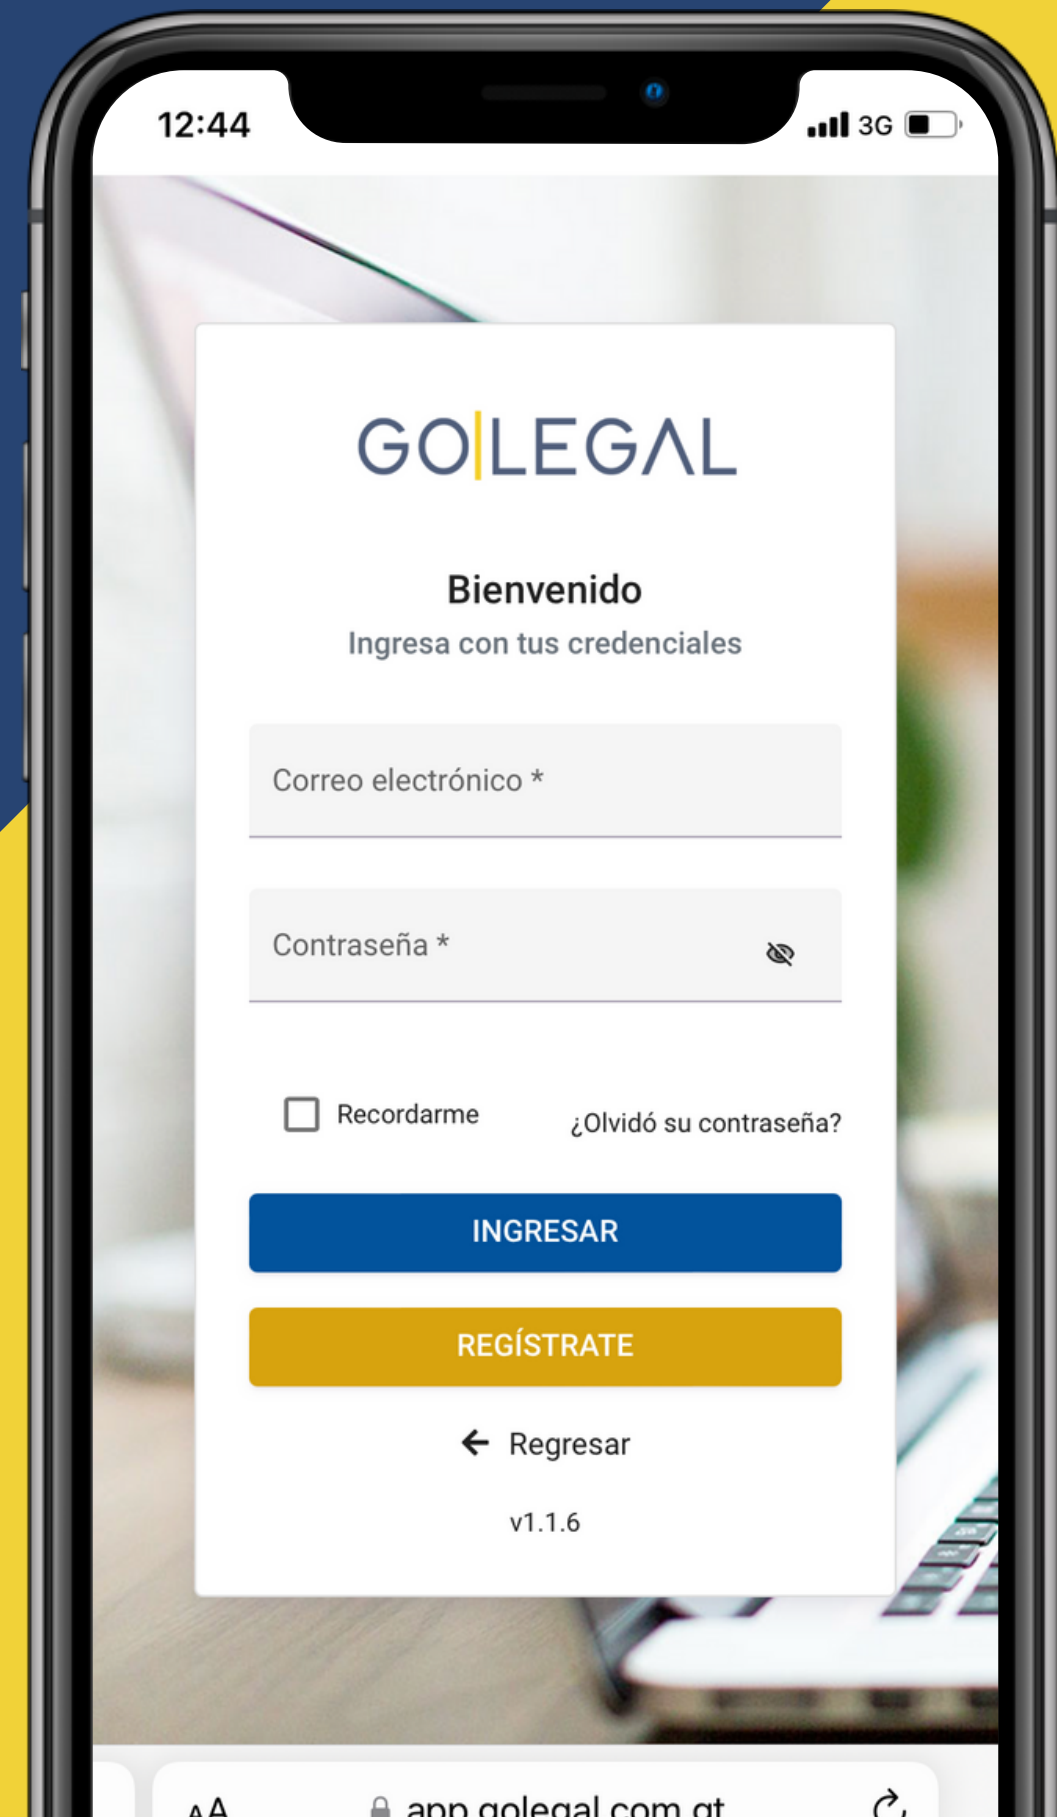 12:44
3G
GO|LEGAL
Bienvenido
Ingresa con tus credenciales
Correo electrónico *
Contraseña *
Recordarme
¿Olvidó su contraseña?
INGRESAR
REGÍSTRATE
← Regresar
v1.1.6
AA
app.golegal.com.gt